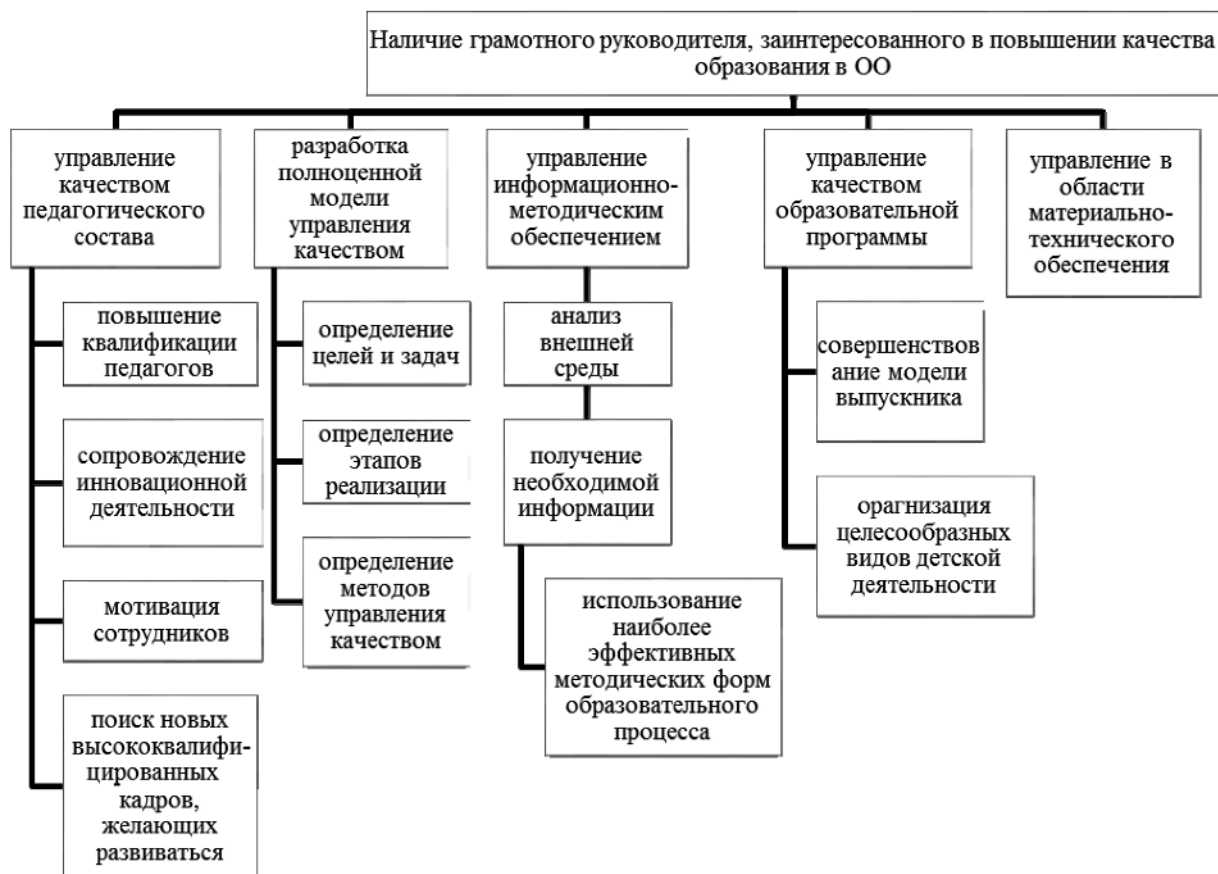 Наличие грамотного руководителя, заинтересованного в повышении качества
образования в ОО
управление
качеством
педагогического
состава
повышение
квалификации
педагогов
сопровождение
инновационной
деятельности
мотивация
сотрудников
поиск новых
высококвалифи-
цированных
кадров,
желающих
развиваться
разработка
полноценной
модели
управления
качеством
определение
целей и задач
определение
этапов
реализации
определение
методов
управления
качеством
управление
информационно-
методическим
обеспечением
анализ
внешней
среды
получение
необходимой
информации
использование
наиболее
эффективных
методических форм
образовательного
процесса
управление
качеством
образовательной
программы
совершенствов
ание модели
выпускника
орагнизация
целесообразных
видов детской
деятельности
управление в
области
материально-
технического
обеспечения